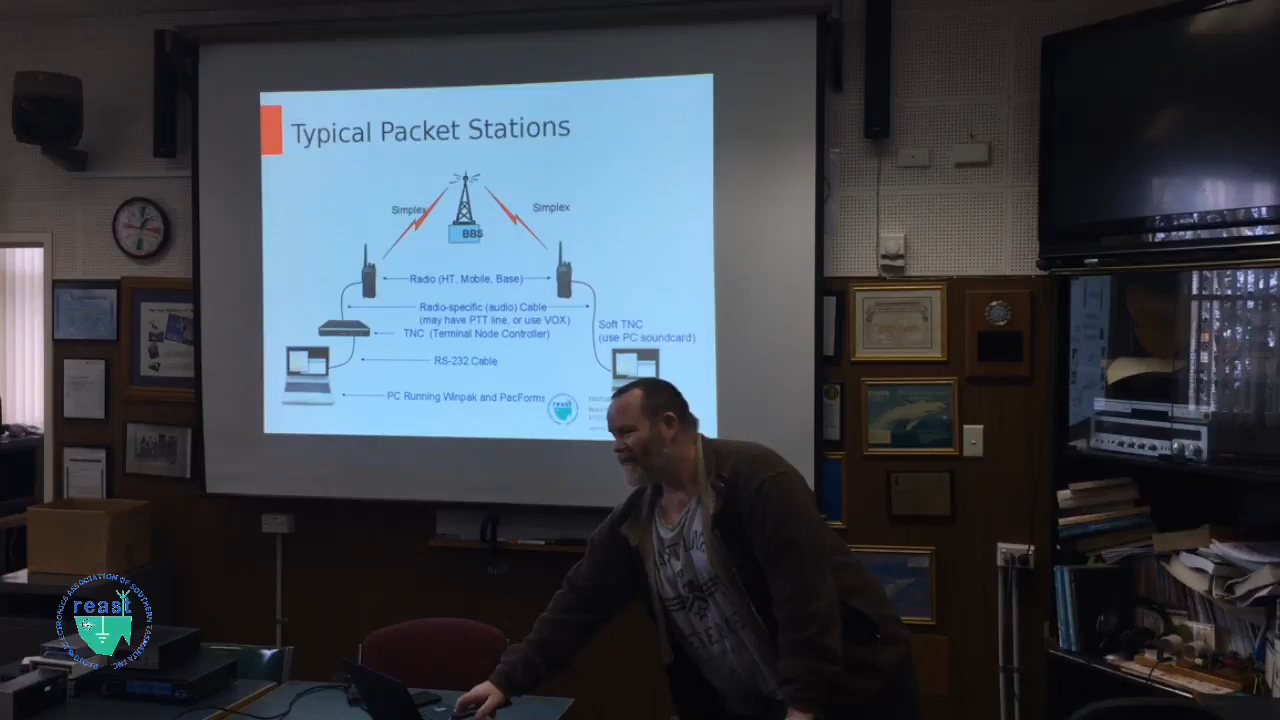 Typical Packet Stations
Simplex
Simplex
BBS
Radio (HT, Mobile, Base)
Radio-specific (audio) Cable
(may have PTT line, or use VOX)
TNC (Terminal Node Controller)
Soft TNC
(use PC soundcard)
RS-232 Cable
PC Running Winpak and PacForms
reast
reast